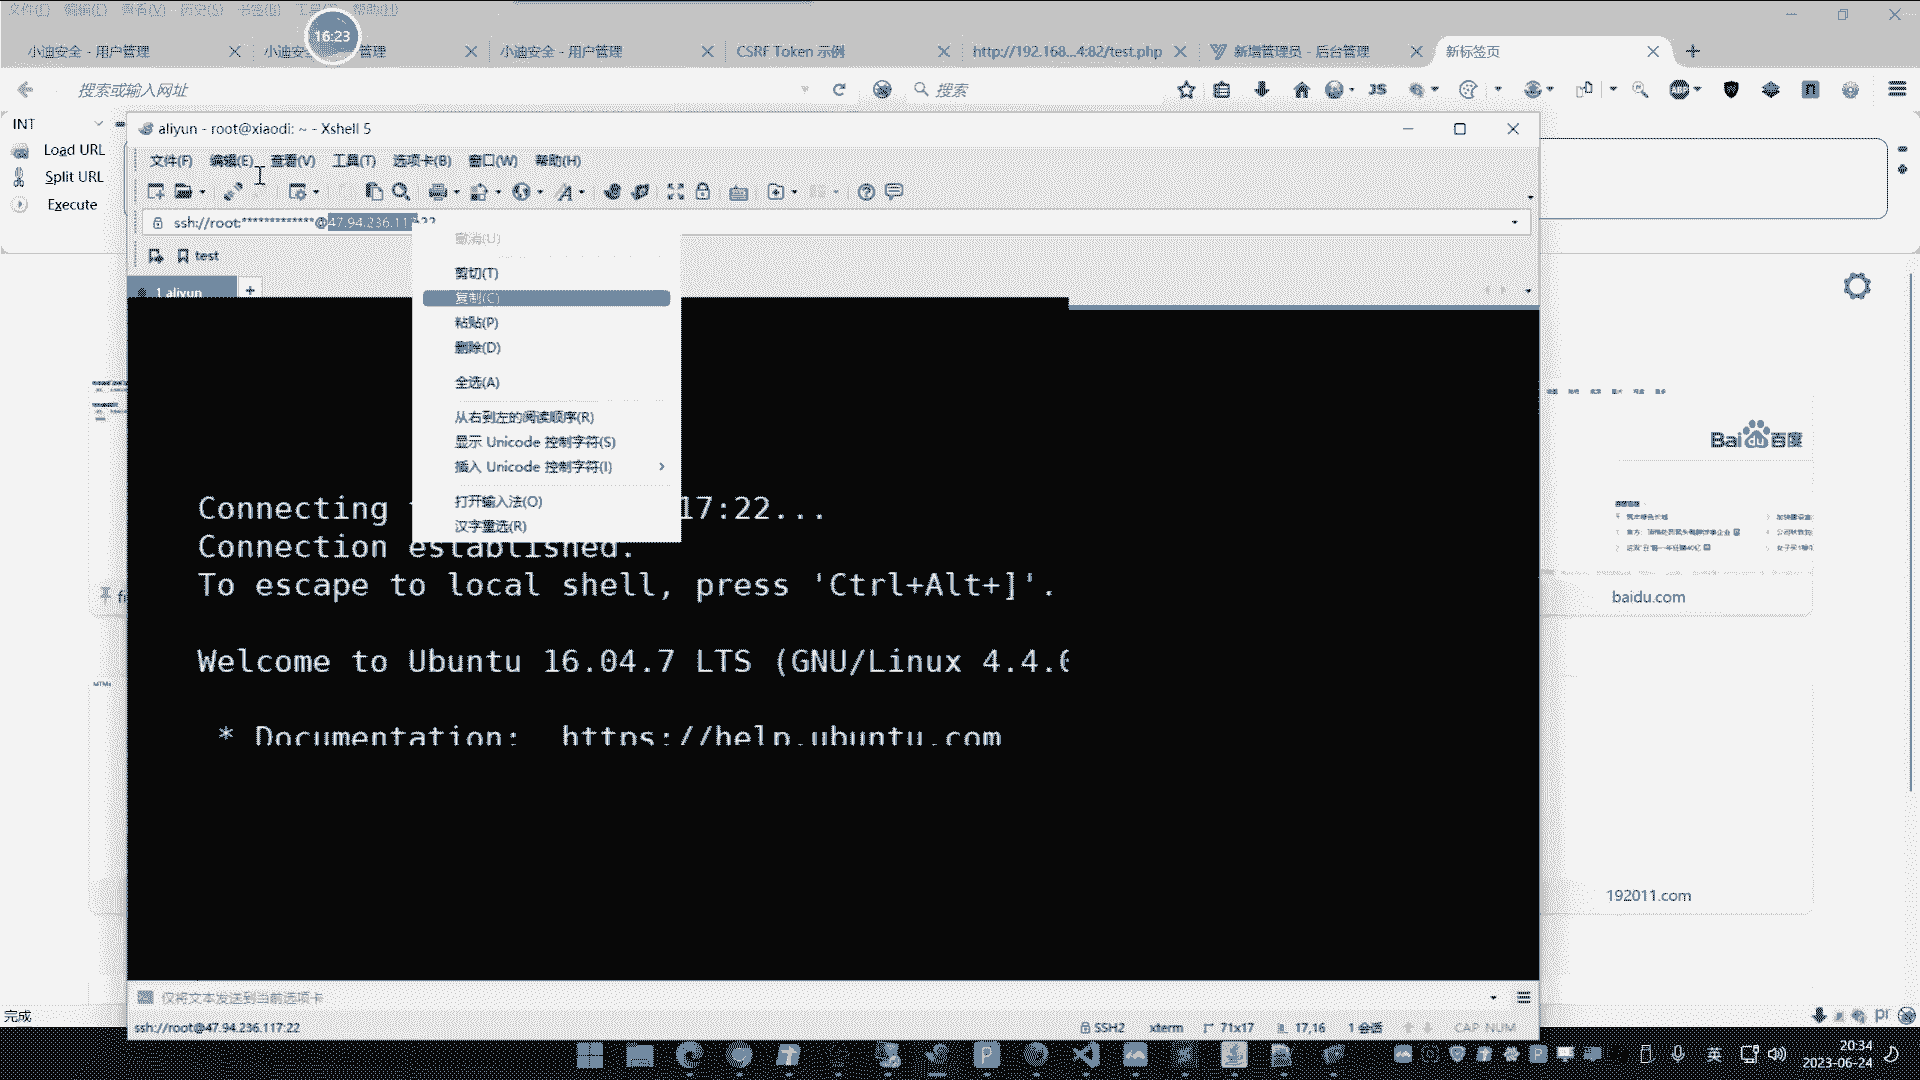 文件(F) 编辑(E) 查看(V) 历史(S) 书签(B) 帮助(H)
16:23
小迪安全 - 用户管理
小迪安 管理
小迪安全 - 用户管理
CSRF Token 示例
http://192.168...4:82/test.php
新增管理员 - 后台管理
新标签页
搜索或输入网址
搜索
JS
INT
Load URL
Split URL
Execute
aliyun - root@xiaodi: ~ - Xshell 5
文件(F) 编辑(E) 查看(V) 工具(T) 选项卡(B) 窗口(W) 帮助(H)
ssh://root:*************@47.94.236.117:22
test
1 aliyun
撤消(U)
剪切(T)
复制(C)
粘贴(P)
删除(D)
全选(A)
从右到左的阅读顺序(R)
显示 Unicode 控制字符(S)
插入 Unicode 控制字符(I)
打开输入法(O)
汉字重选(R)
Connecting 17:22...
Connection established.
To escape to local shell, press 'Ctrl+Alt+]'.
Welcome to Ubuntu 16.04.7 LTS (GNU/Linux 4.4.0
* Documentation: https://help.ubuntu.com
Bai du 百度
baidu.com
192011.com
仅将文本发送到当前选项卡
完成
ssh://root@47.94.236.117:22
SSH2 xterm 71x17 17,16 1 会话 CAP NUM
英
20:34
2023-06-24